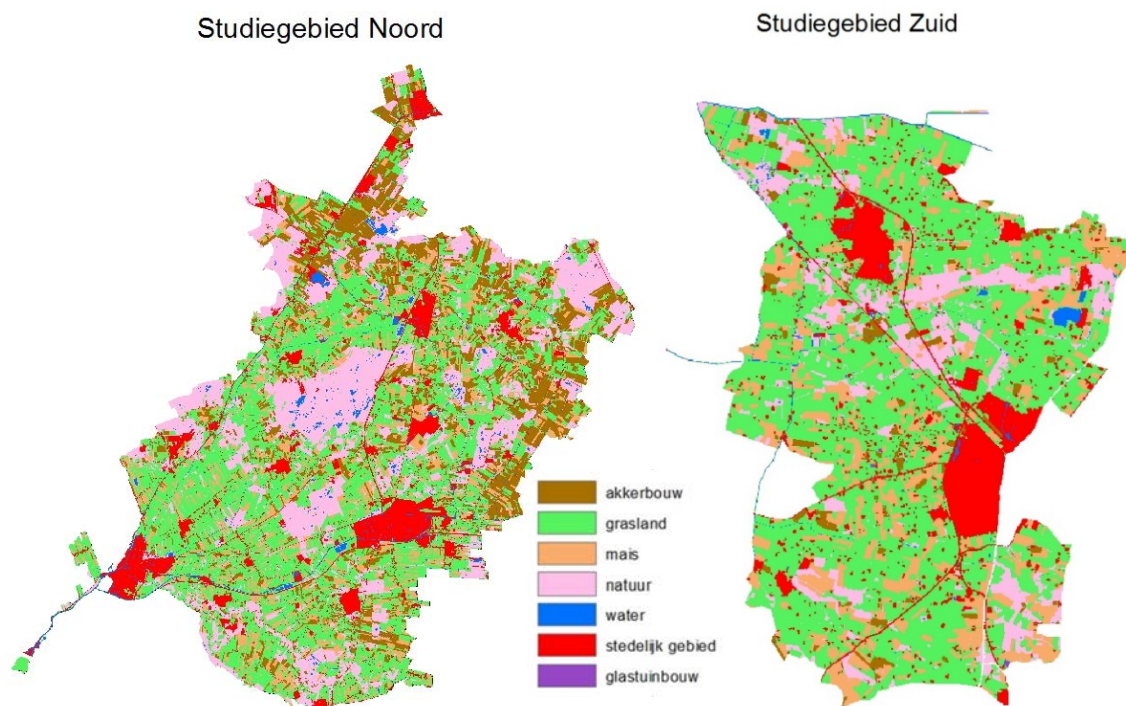 Studiegebied Noord
Studiegebied Zuid
akkerbouw
grasland
mais
natuur
water
stedelijk gebied
glastuinbouw